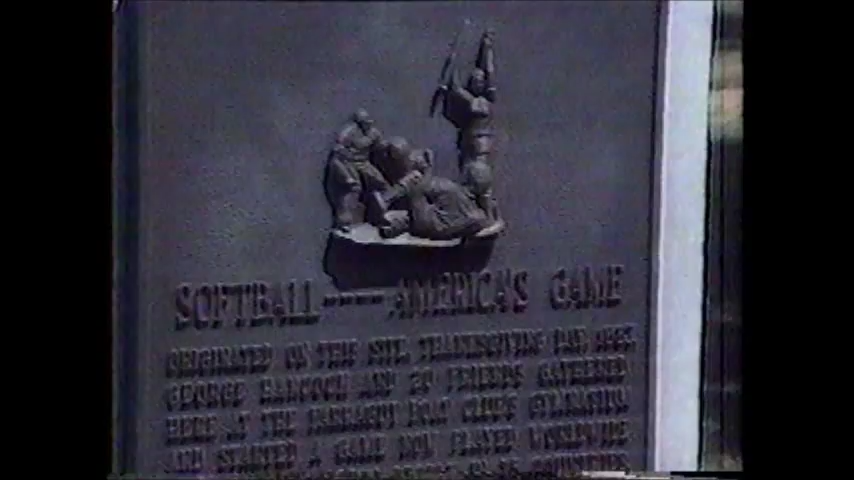 SOFTBALL----AMERICA'S GAME
ORIGINATED ON THIS SITE, THANKSGIVING DAY,
GEORGE HANCOCK AND 20 FRIENDS GATHERED
HERE AT THE FARRAGUT BOAT CLUB'S GYMNASIUM,
AND STARTED A GAME NOW PLAYED WORLDWIDE